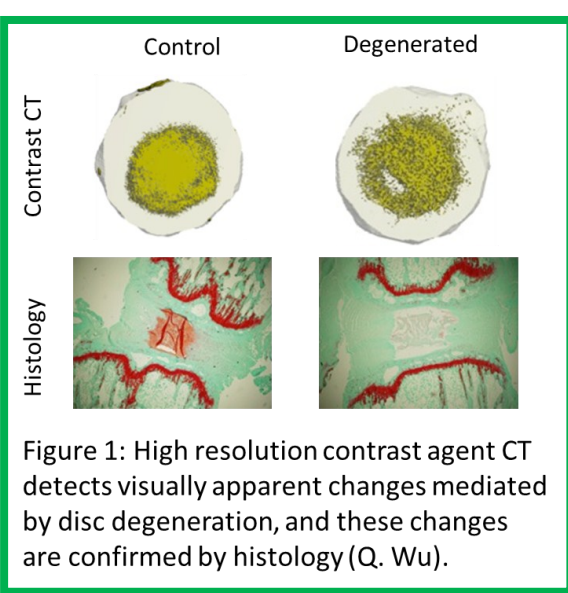 Control
Degenerated
Contrast CT
Histology
Figure 1: High resolution contrast agent CT
detects visually apparent changes mediated
by disc degeneration, and these changes
are confirmed by histology (Q. Wu).